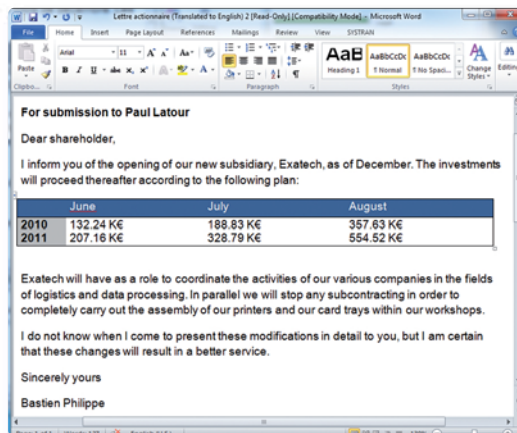 Lettre actionnaire (Translated to English) 2 [Read-Only] [Compatibility Mode] - Microsoft Word
File Home Insert Page Layout References Mailings Review View SYSTRAN
Paste
Arial 11
AaB AaBbCcDc AaBbCcDc
Heading 1 ¶ Normal ¶ No Spaci...
Change Styles Editing
Clipbo... Font Paragraph Styles
For submission to Paul Latour
Dear shareholder,
I inform you of the opening of our new subsidiary, Exatech, as of December. The investments
will proceed thereafter according to the following plan:
June July August
2010 132.24 K€ 188.83 K€ 357.63 K€
2011 207.16 K€ 328.79 K€ 554.52 K€
Exatech will have as a role to coordinate the activities of our various companies in the fields
of logistics and data processing. In parallel we will stop any subcontracting in order to
completely carry out the assembly of our printers and our card trays within our workshops.
I do not know when I come to present these modifications in detail to you, but I am certain
that these changes will result in a better service.
Sincerely yours
Bastien Philippe